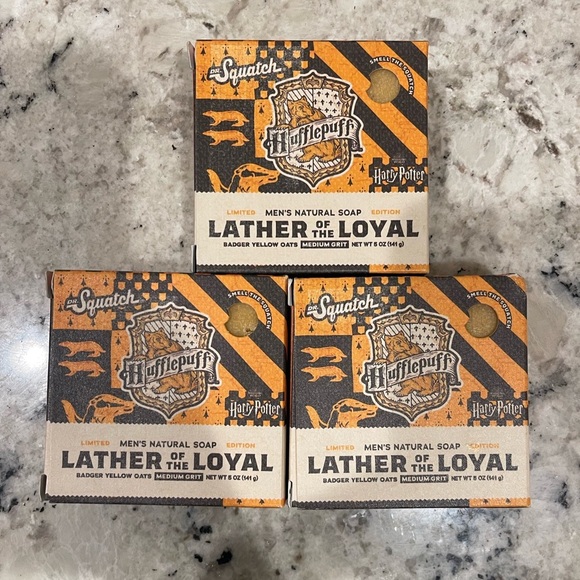 DR. Squatch
SMELL THE SQUATCH
Hufflepuff
Harry Potter
LIMITED MEN'S NATURAL SOAP EDITION
LATHER OF THE LOYAL
BADGER YELLOW OATS MEDIUM GRIT NET WT 5 OZ (141 g)
DR. Squatch
SMELL THE SQUATCH
Hufflepuff
Harry Potter
LIMITED MEN'S NATURAL SOAP EDITION
LATHER OF THE LOYAL
BADGER YELLOW OATS MEDIUM GRIT NET WT 5 OZ (141 g)
DR. Squatch
SMELL THE SQUATCH
Hufflepuff
Harry Potter
LIMITED MEN'S NATURAL SOAP EDITION
LATHER OF THE LOYAL
BADGER YELLOW OATS MEDIUM GRIT NET WT 5 OZ (141 g)